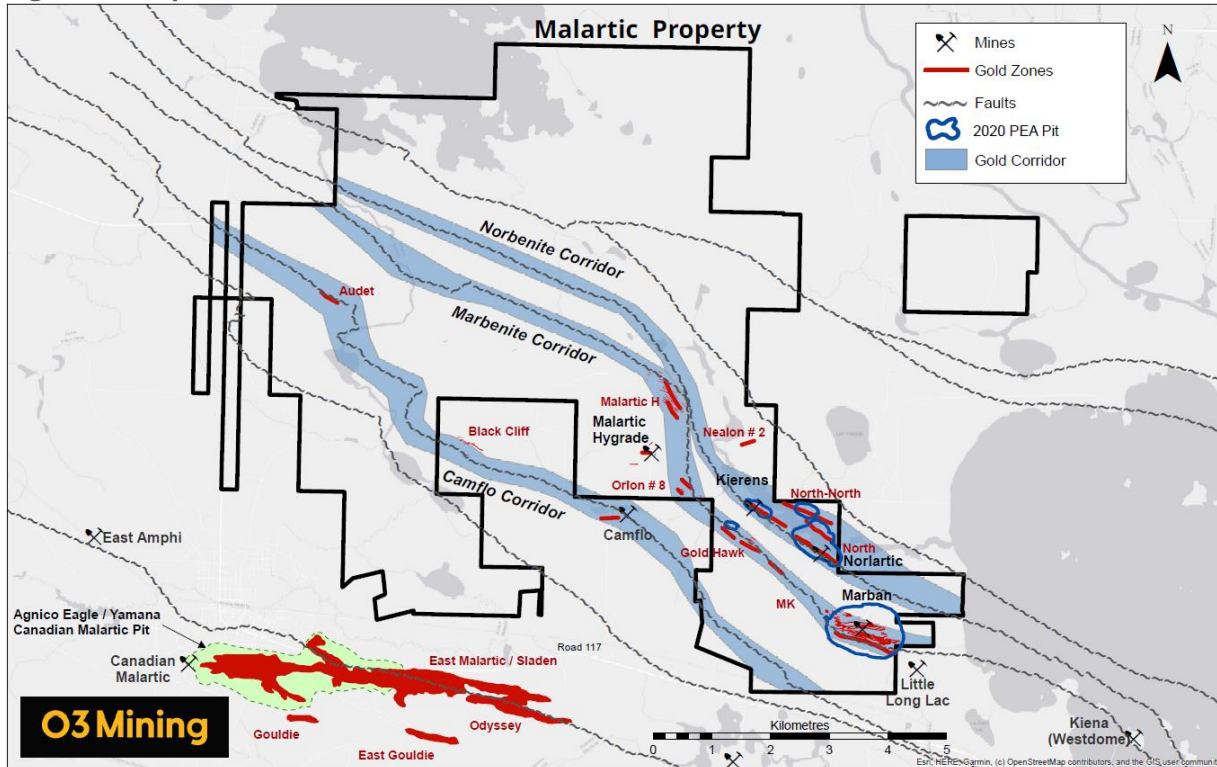 Malartic Property
N
Mines
Gold Zones
Faults
2020 PEA Pit
Gold Corridor
Norbenite Corridor
Audet
Marbenite Corridor
Malartic H
Malartic
Hygrade
Nealon # 2
Black Cliff
Kierens
North-North
Orion # 8
Camflo Corridor
Camflo
East Amphi
Gold Hawk
North
Norlartic
MK
Marban
Agnico Eagle / Yamana
Canadian Malartic Pit
Road 117
Canadian
Malartic
East Malartic / Sladen
Little
Long Lac
Odyssey
Gouldie
East Gouldie
O3 Mining
Kilometres
0 1 2 3 4 5
Kiena
(Westdome)
Esri, HERE, Garmin, (c) OpenStreetMap contributors, and the GIS user communit